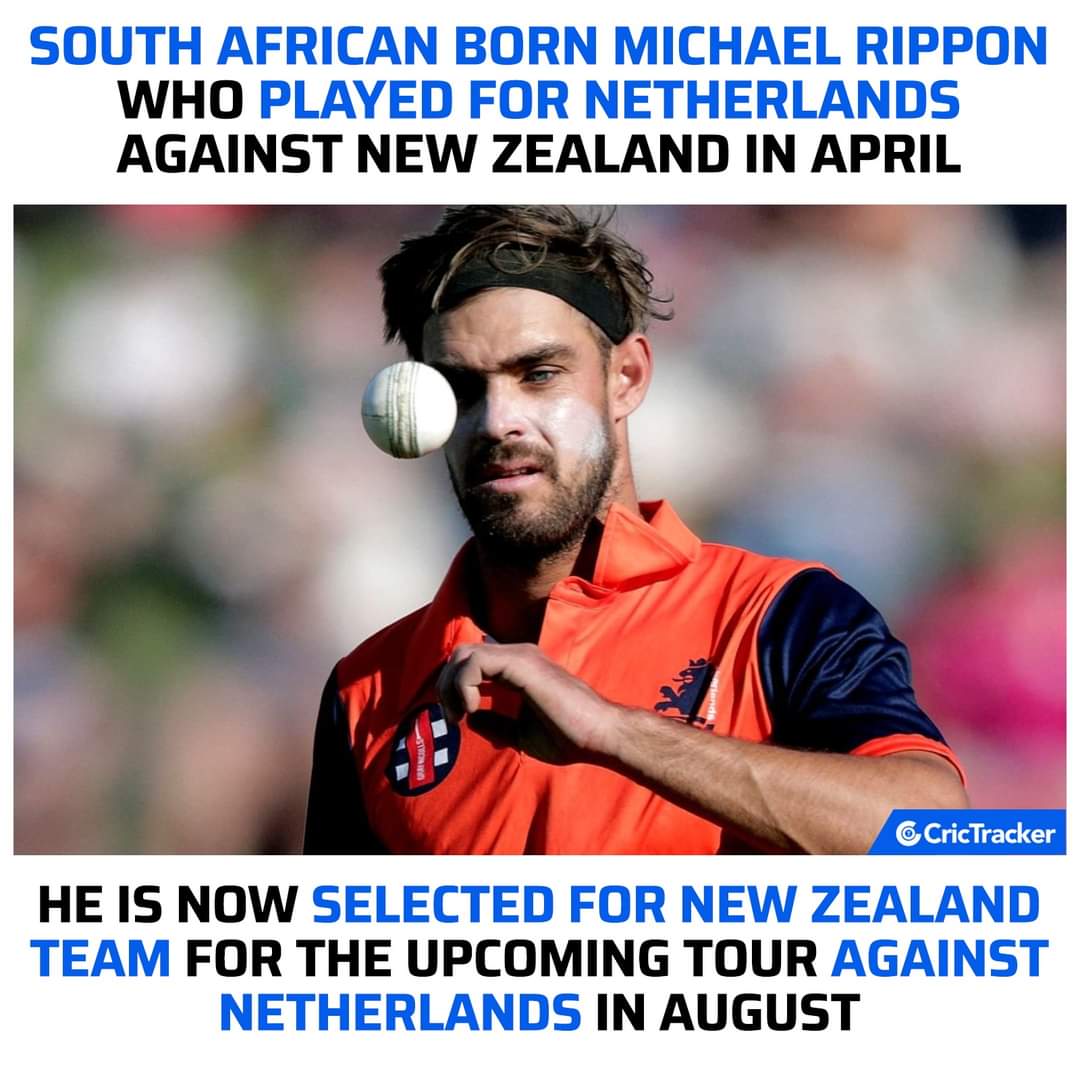 SOUTH AFRICAN BORN MICHAEL RIPPON
WHO PLAYED FOR NETHERLANDS
AGAINST NEW ZEALAND IN APRIL
CricTracker
HE IS NOW SELECTED FOR NEW ZEALAND
TEAM FOR THE UPCOMING TOUR AGAINST
NETHERLANDS IN AUGUST